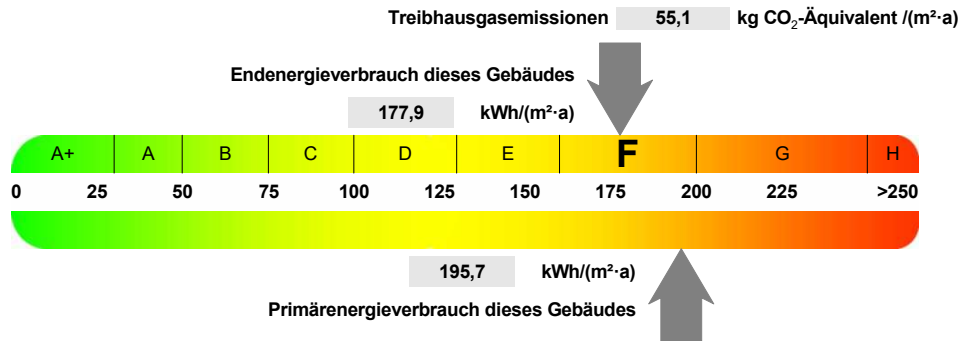 Treibhausgasemissionen 55,1 kg CO₂-Äquivalent /(m²·a)
Endenergieverbrauch dieses Gebäudes
177,9 kWh/(m²·a)
A+ A B C D E F G H
0 25 50 75 100 125 150 175 200 225 >250
195,7 kWh/(m²·a)
Primärenergieverbrauch dieses Gebäudes